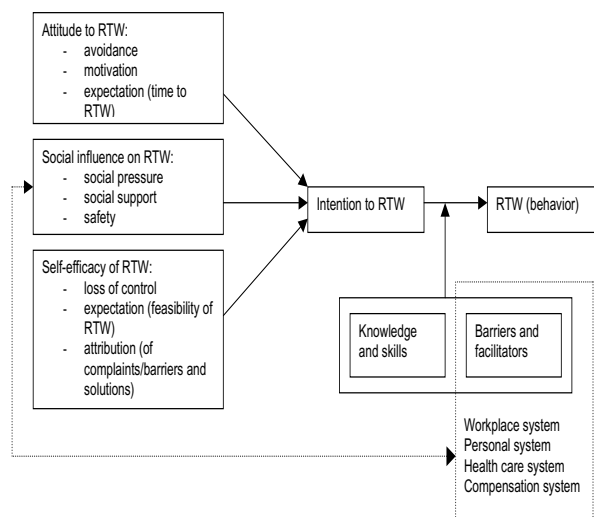 Attitude to RTW:
- avoidance
- motivation
- expectation (time to
RTW)
Social influence on RTW:
- social pressure
- social support
- safety
Self-efficacy of RTW:
- loss of control
- expectation (feasibility of
RTW)
- attribution (of
complaints/barriers and
solutions)
Intention to RTW
RTW (behavior)
Knowledge
and skills
Barriers and
facilitators
Workplace system
Personal system
Health care system
Compensation system